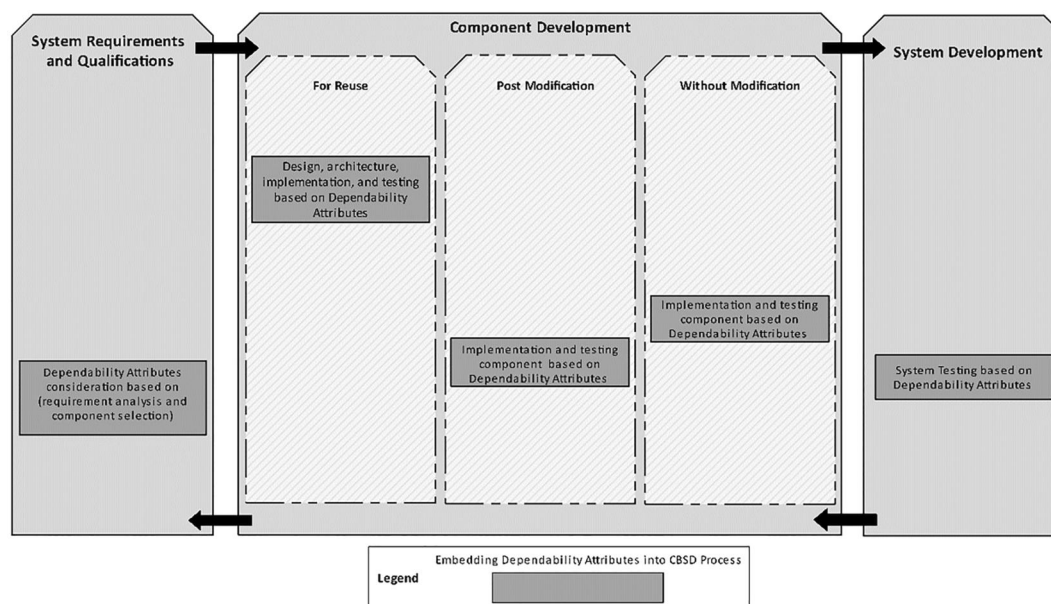 System Requirements
and Qualifications
Component Development
System Development
For Reuse
Post Modification
Without Modification
Design, architecture,
implementation, and testing
based on Dependability
Attributes
Implementation and testing
component based on
Dependability Attributes
Implementation and testing
component based on
Dependability Attributes
Dependability Attributes
consideration based on
(requirement analysis and
component selection)
System Testing based on
Dependability Attributes
Embedding Dependability Attributes into CBSD Process
Legend